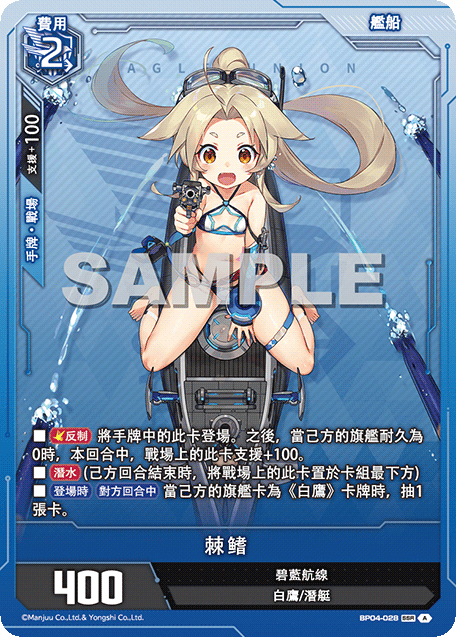 費用
2
艦船
AGL UNION
支援+100
手牌・戰場
SAMPLE
■ 反制 將手牌中的此卡登場。之後，當己方的旗艦耐久為
0時，本回合中，戰場上的此卡支援+100。
■ 潛水 (己方回合結束時，將戰場上的此卡置於卡組最下方)
■ 登場時 對方回合中 當己方的旗艦卡為《白鷹》卡牌時，抽1
張卡。
棘鰭
400
碧藍航線
白鷹/潛艇
©Manjuu Co.,Ltd.& Yongshi Co.,Ltd.
BP04-028 SSR A